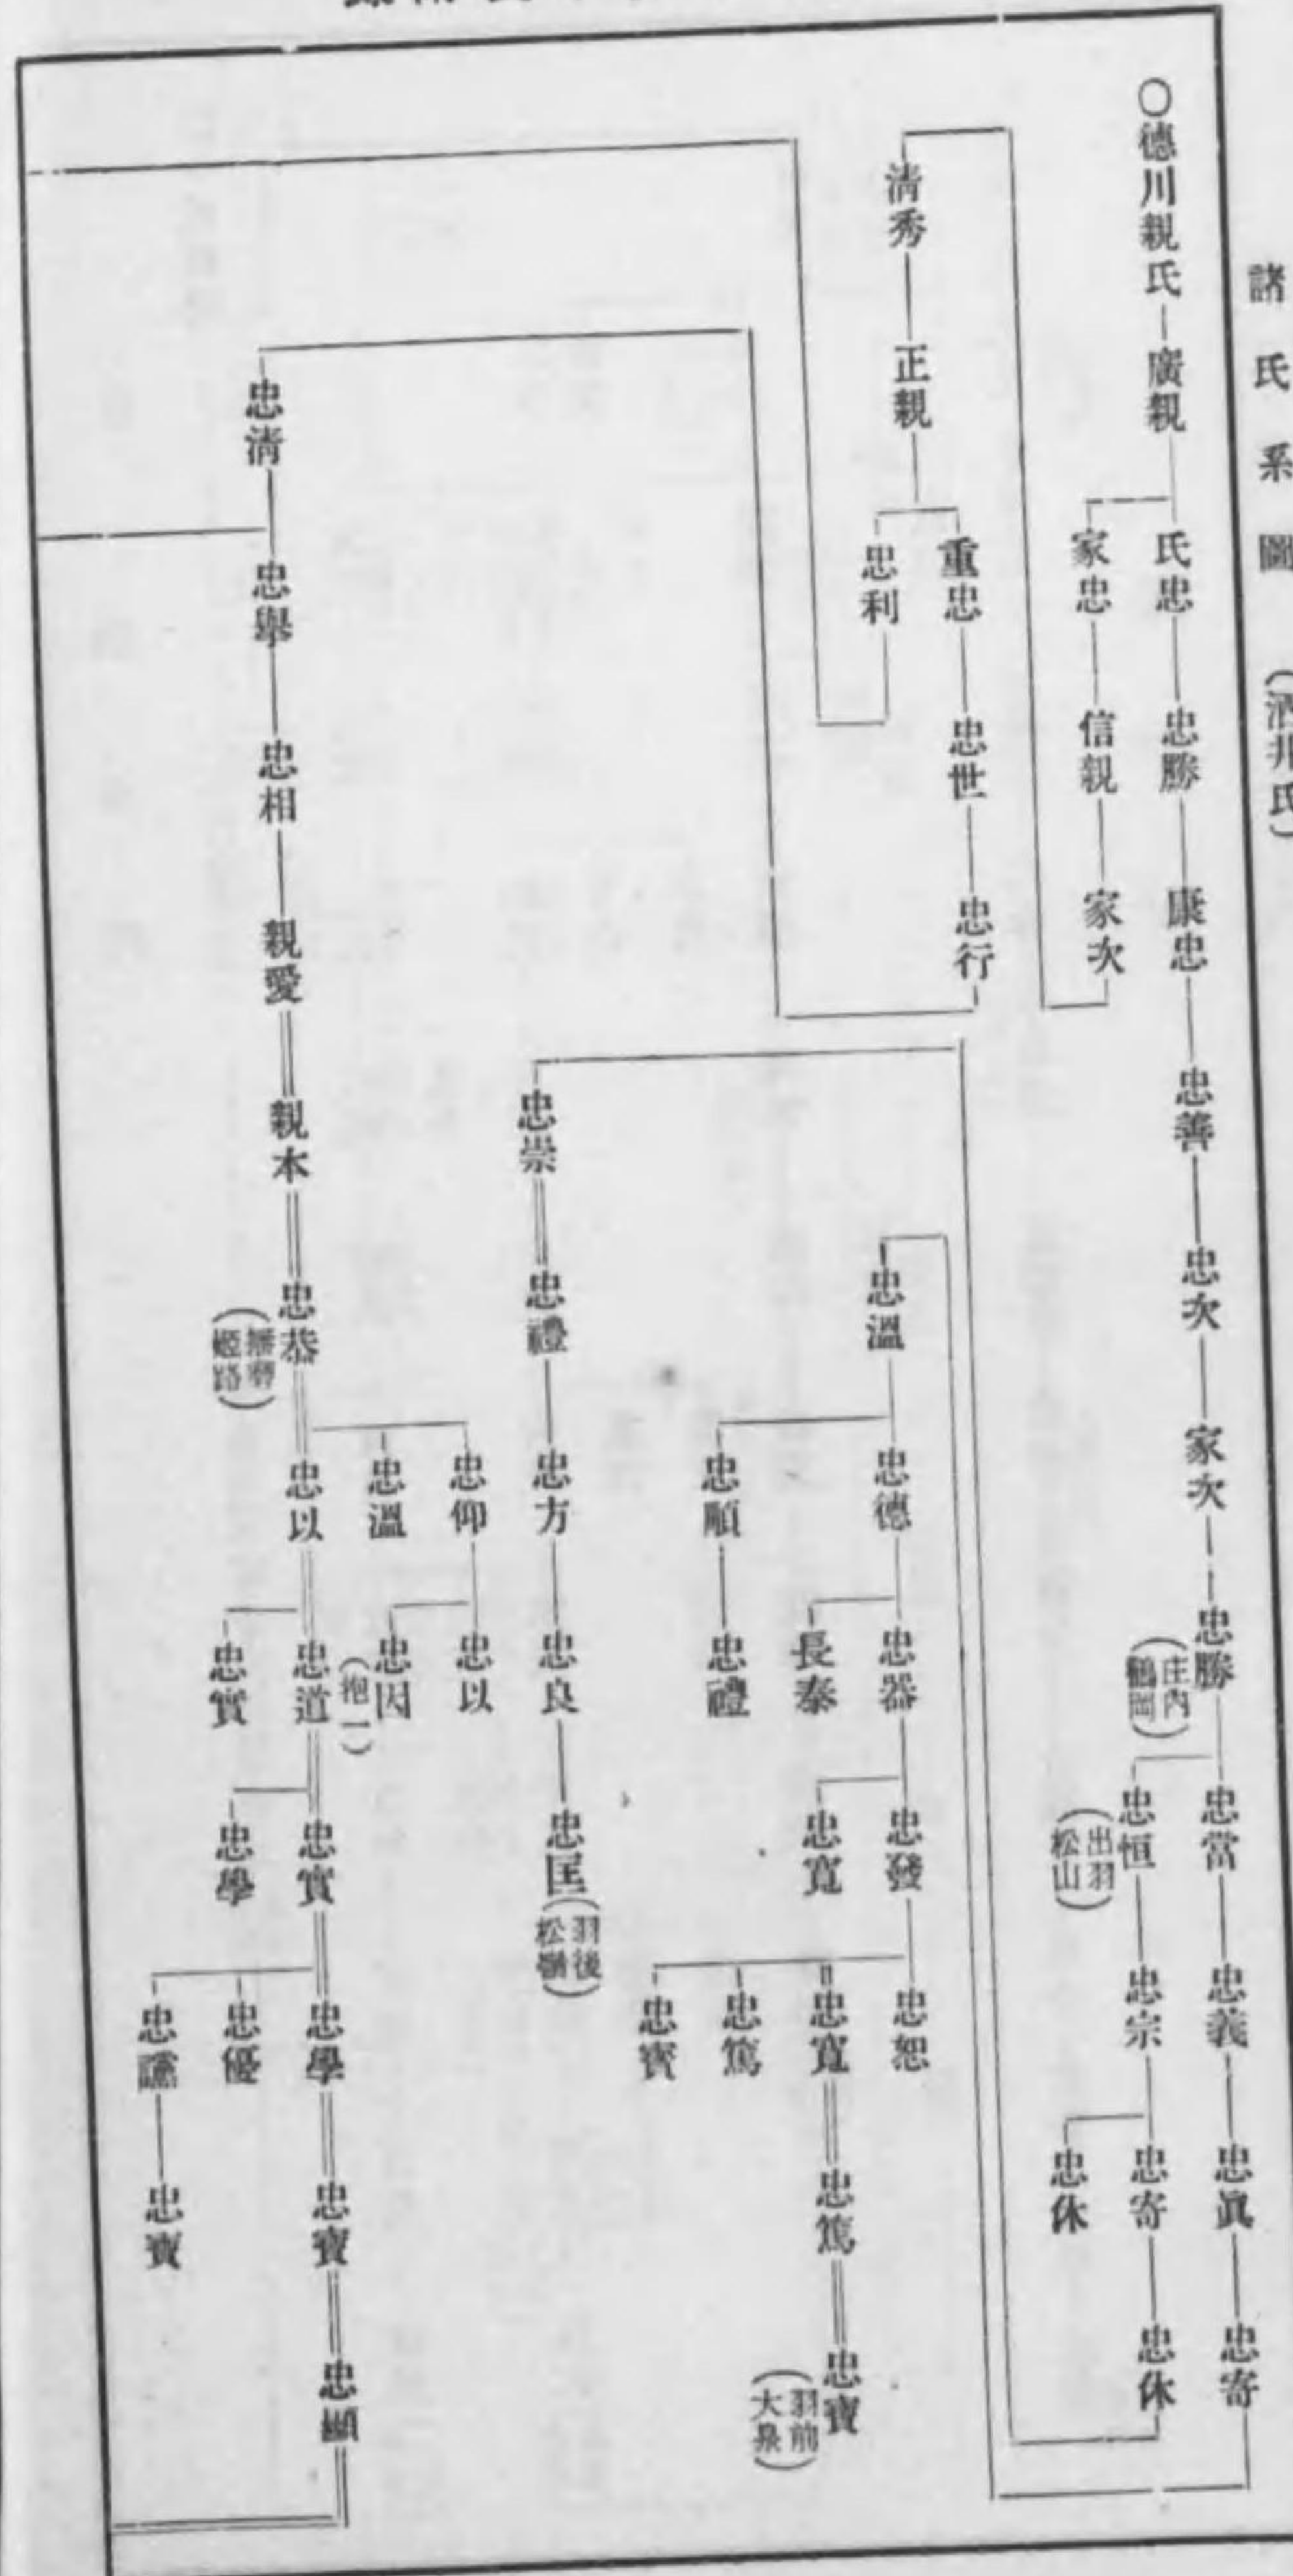 諸氏系圖 (酒井氏)
○德川親氏 廣親
氏忠 忠勝 康忠 忠善 忠次 家次 忠勝
(庄内
鶴岡)
忠當 忠義 忠眞 忠寄
忠恒
(出羽
松山)
忠宗 忠寄 忠休
忠休
家忠 信親 家次
清秀 正親
重忠 忠世 忠行
忠利
忠溫 忠德 忠器 忠發 忠恕
忠寬 忠篤 忠寶
(羽前
大泉)
忠篤
忠寶
忠寬
長泰
忠順 忠禮
忠崇 忠禮 忠方 忠良 忠匡
(羽後
松嶺)
忠仰 忠以
忠因
(抱一)
忠溫
忠清 忠擧 忠相 親愛 親本 忠恭
(播磨
姬路)
忠以 忠道 忠實 忠學 忠寶 忠顯
忠優
忠讜 忠寶
忠學
忠實